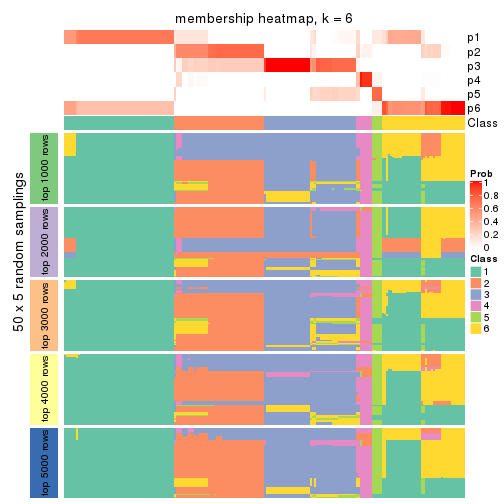 membership heatmap, k = 6
p1
p2
p3
p4
p5
p6
Class
50 x 5 random samplings
top 1000 rows
top 2000 rows
top 3000 rows
top 4000 rows
top 5000 rows
Prob
1
0.8
0.6
0.4
0.2
0
Class
1
2
3
4
5
6